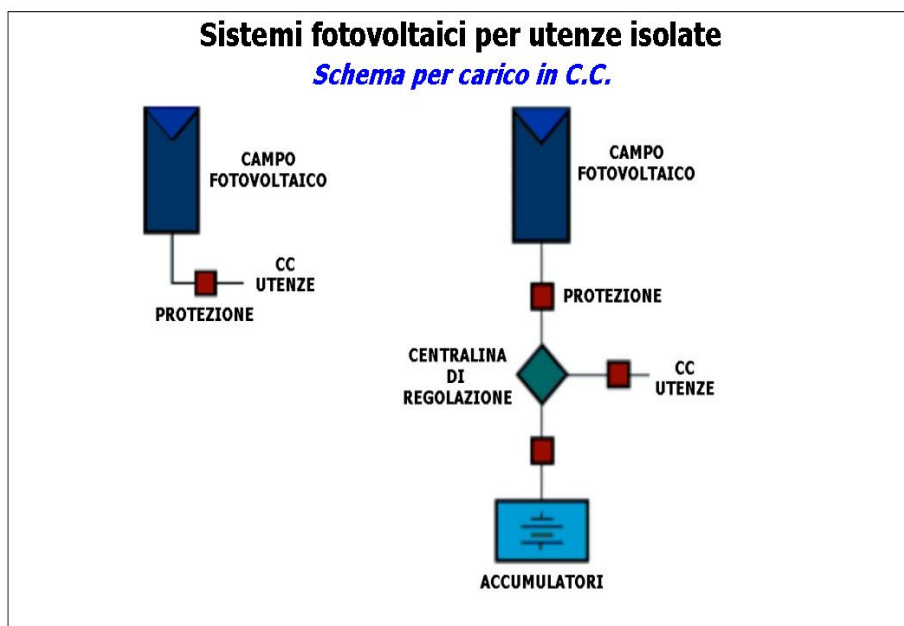 Sistemi fotovoltaici per utenze isolate
Schema per carico in C.C.
CAMPO
FOTOVOLTAICO
CC
UTENZE
PROTEZIONE
CAMPO
FOTOVOLTAICO
PROTEZIONE
CENTRALINA
DI
REGOLAZIONE
CC
UTENZE
ACCUMULATORI